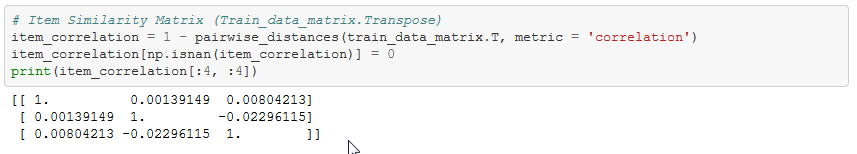 # Item Similarity Matrix (Train_data_matrix.Transpose)
item_correlation = 1 - pairwise_distances(train_data_matrix.T, metric = 'correlation')
item_correlation[np.isnan(item_correlation)] = 0
print(item_correlation[:4, :4])
[[ 1.          0.00139149  0.00804213]
 [ 0.00139149  1.         -0.02296115]
 [ 0.00804213 -0.02296115  1.        ]]